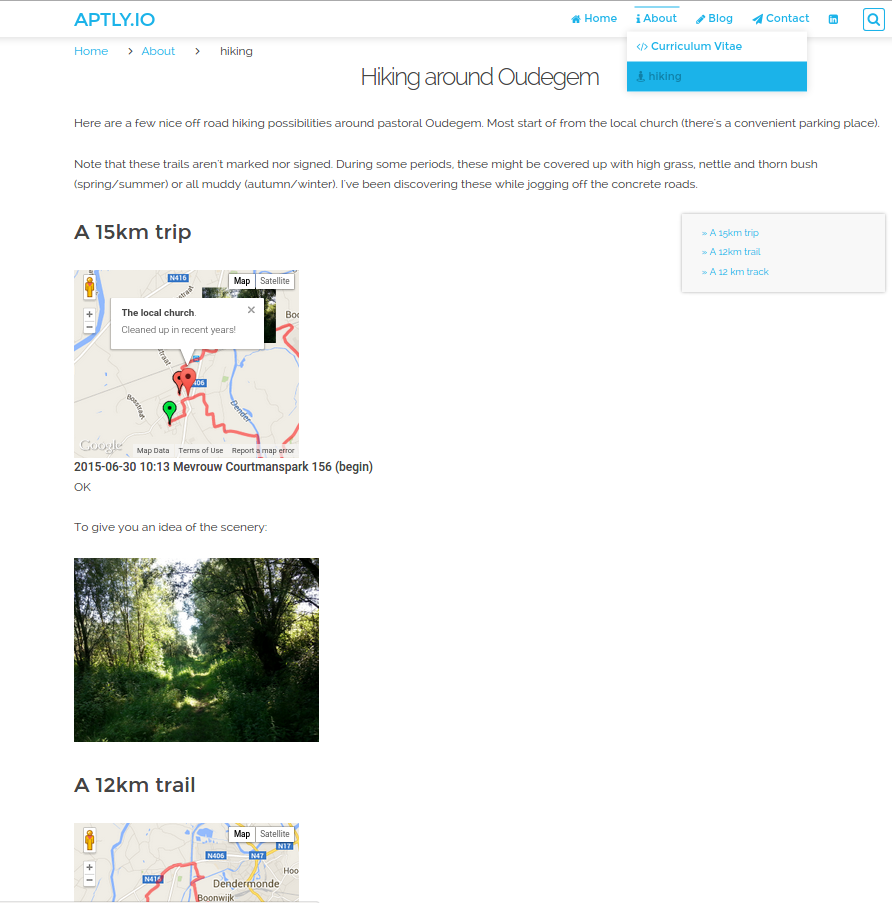 APTLY.IO
Home
About
Blog
Contact
Curriculum Vitae
hiking
Home > About > hiking
Hiking around Oudegem
Here are a few nice off road hiking possibilities around pastoral Oudegem. Most start of from the local church (there's a convenient parking place).
Note that these trails aren't marked nor signed. During some periods, these might be covered up with high grass, nettle and thorn bush
(spring/summer) or all muddy (autumn/winter). I've been discovering these while jogging off the concrete roads.
A 15km trip
» A 15km trip
» A 12km trail
» A 12 km track
N416
Map
Satellite
The local church.
Cleaned up in recent years!
N406
Bosstraat
Dender
Google
Map Data
Terms of Use
Report a map error
2015-06-30 10:13 Mevrouw Courtmanspark 156 (begin)
OK
To give you an idea of the scenery:
A 12km trail
Map
Satellite
N17
N406
N47
N416
Dendermonde
Boonwijk